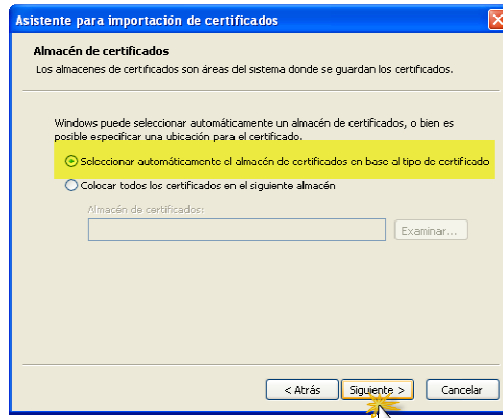 Asistente para importación de certificados
Almacén de certificados
Los almacenes de certificados son áreas del sistema donde se guardan los certificados.
Windows puede seleccionar automáticamente un almacén de certificados, o bien es
posible especificar una ubicación para el certificado.
Seleccionar automáticamente el almacén de certificados en base al tipo de certificado
Colocar todos los certificados en el siguiente almacén
Almacén de certificados:
Examinar...
< Atrás
Siguiente >
Cancelar